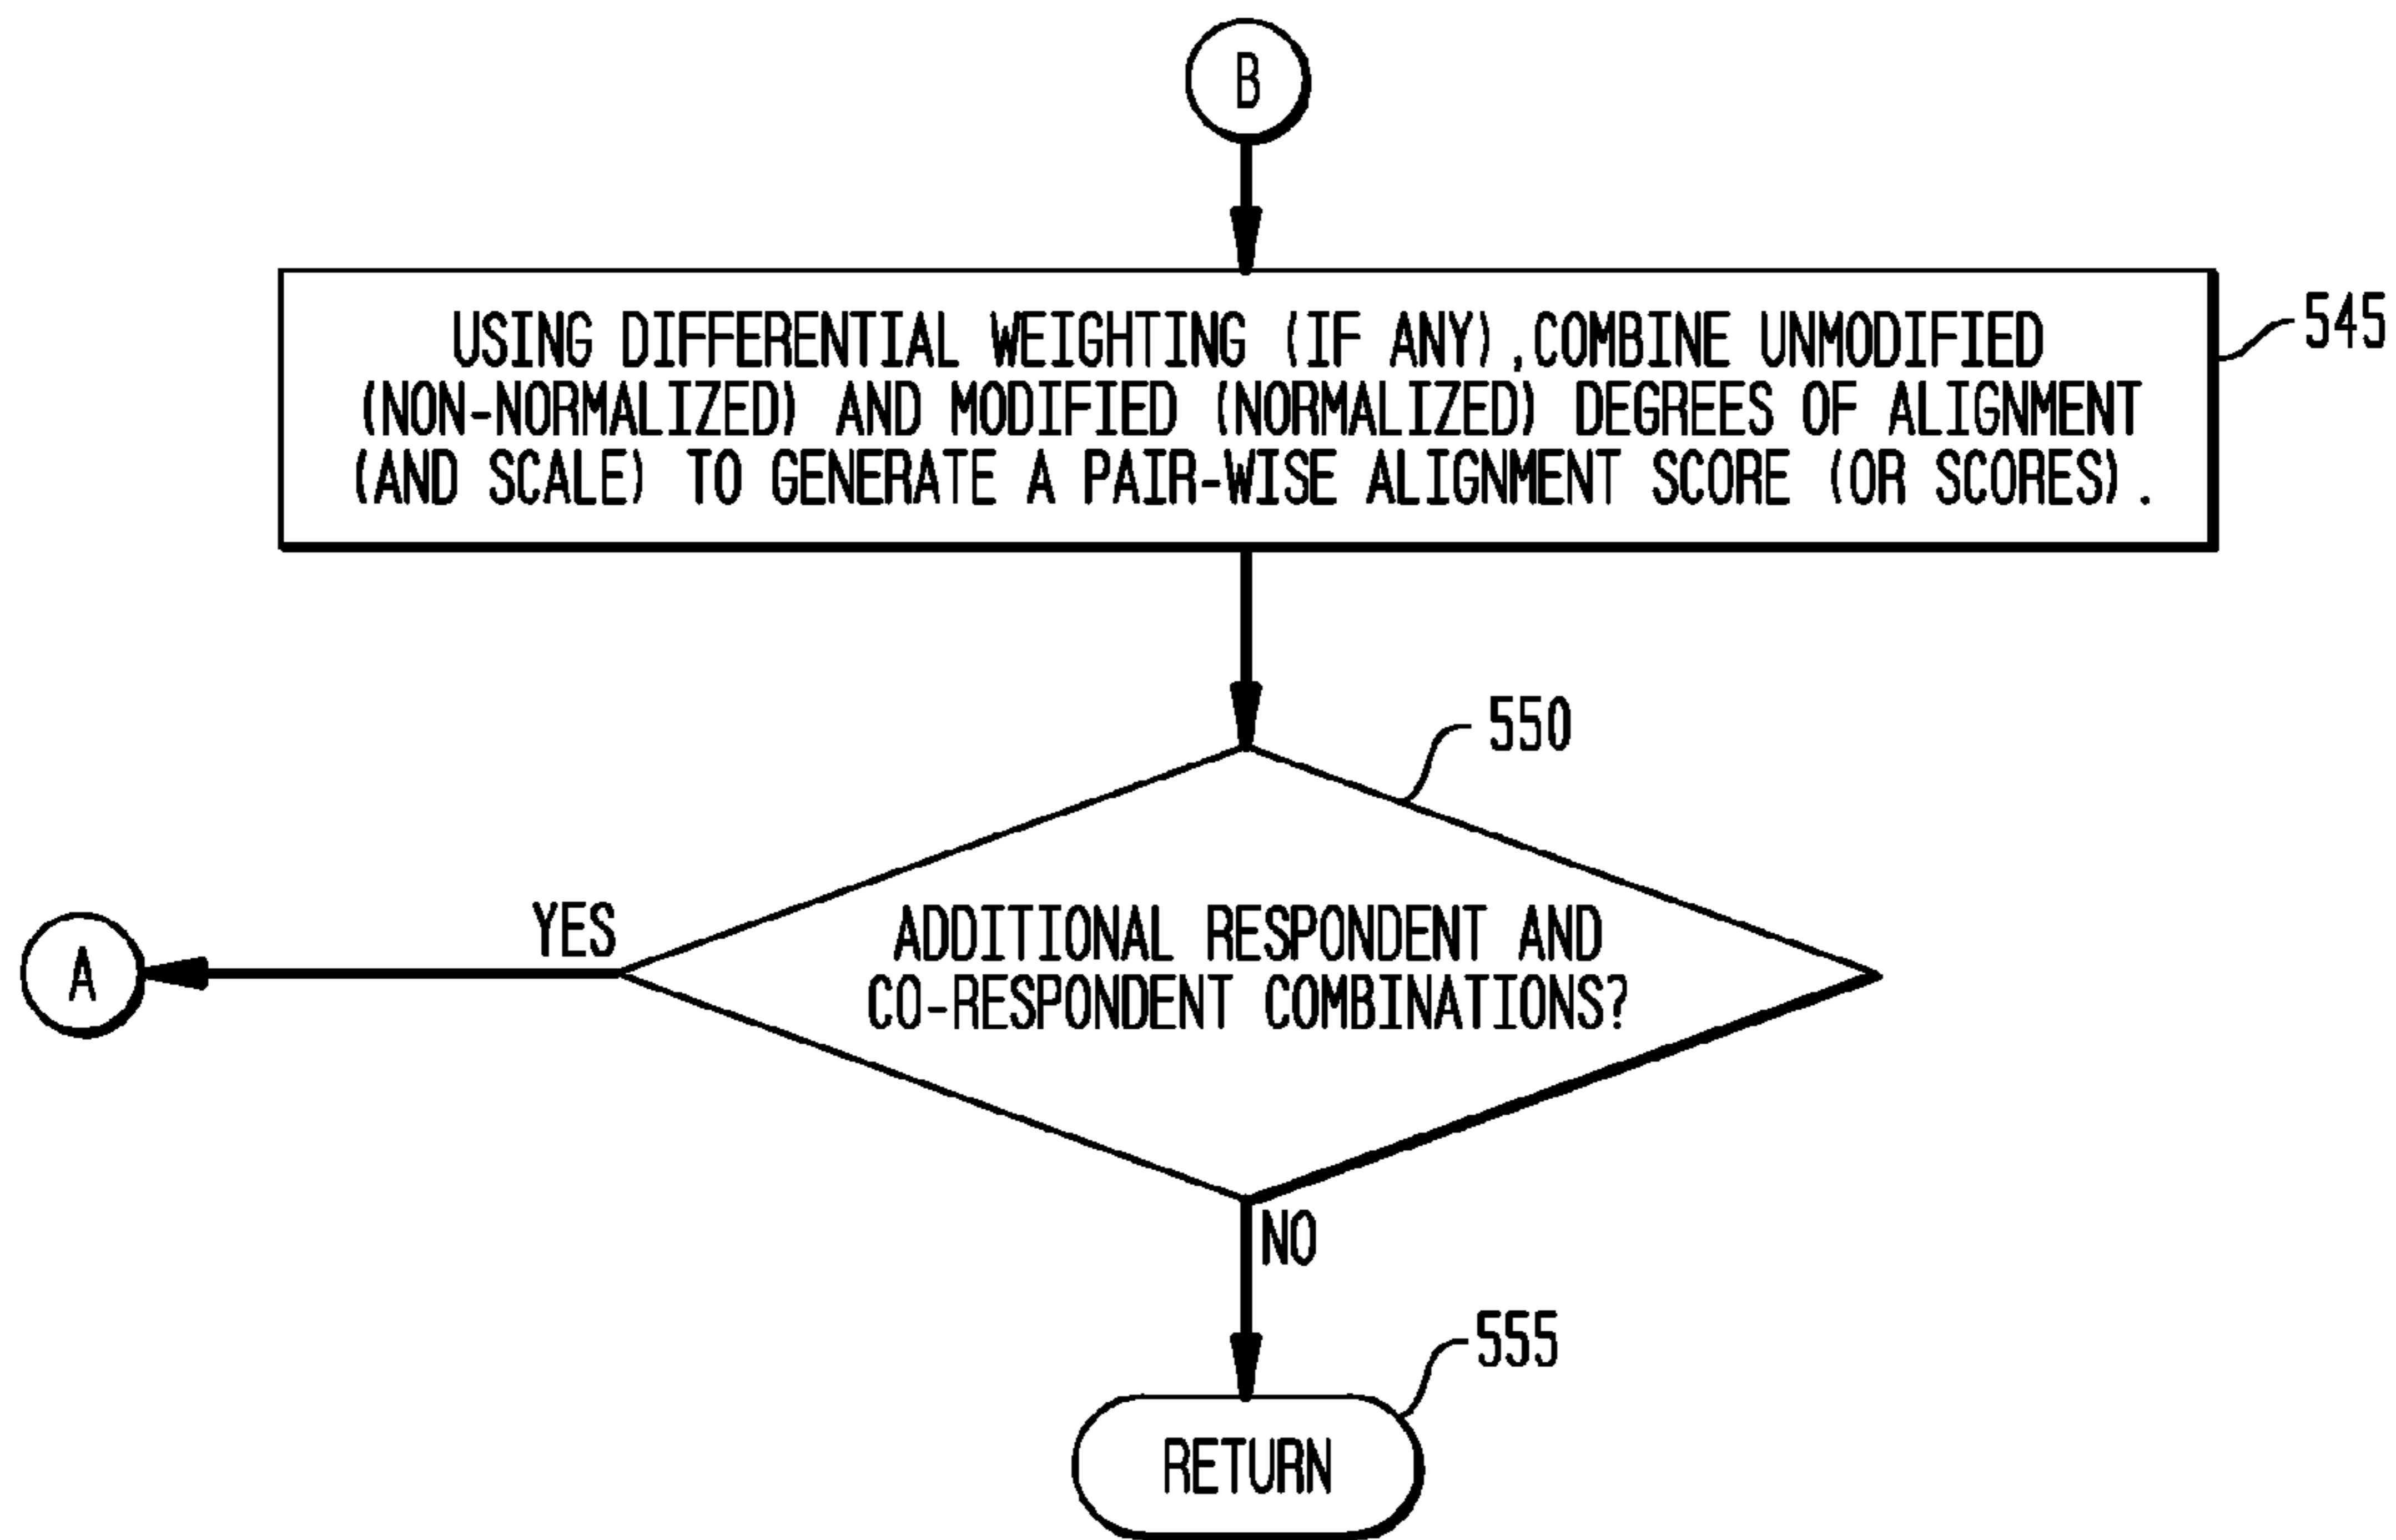 B
USING DIFFERENTIAL WEIGHTING (IF ANY),COMBINE UNMODIFIED
(NON-NORMALIZED) AND MODIFIED (NORMALIZED) DEGREES OF ALIGNMENT
(AND SCALE) TO GENERATE A PAIR-WISE ALIGNMENT SCORE (OR SCORES).
545
550
ADDITIONAL RESPONDENT AND
CO-RESPONDENT COMBINATIONS?
YES
A
NO
555
RETURN